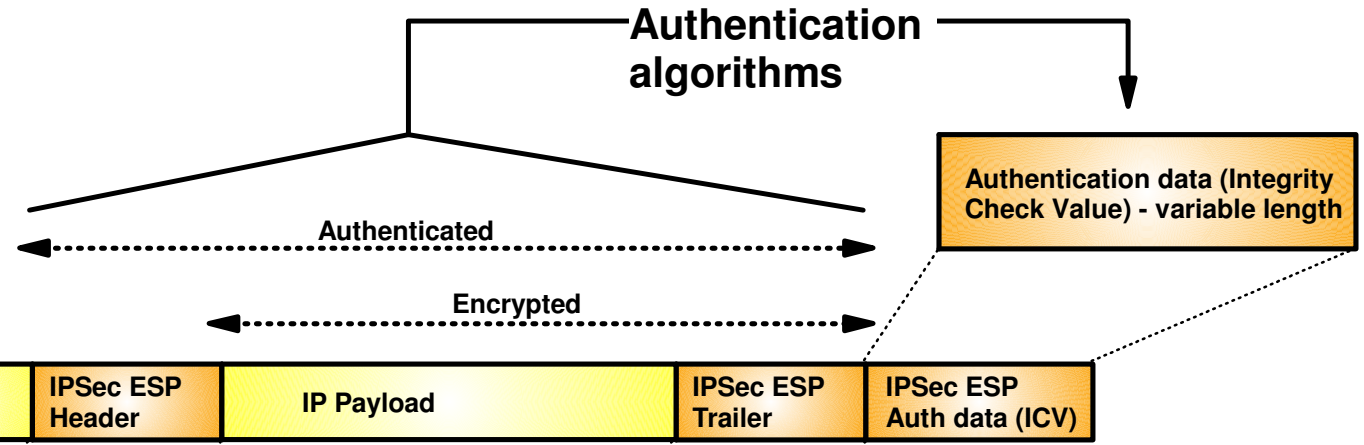 Authentication
algorithms
Authentication data (Integrity
Check Value) - variable length
Authenticated
Encrypted
IPSec ESP
Header
IP Payload
IPSec ESP
Trailer
IPSec ESP
Auth data (ICV)